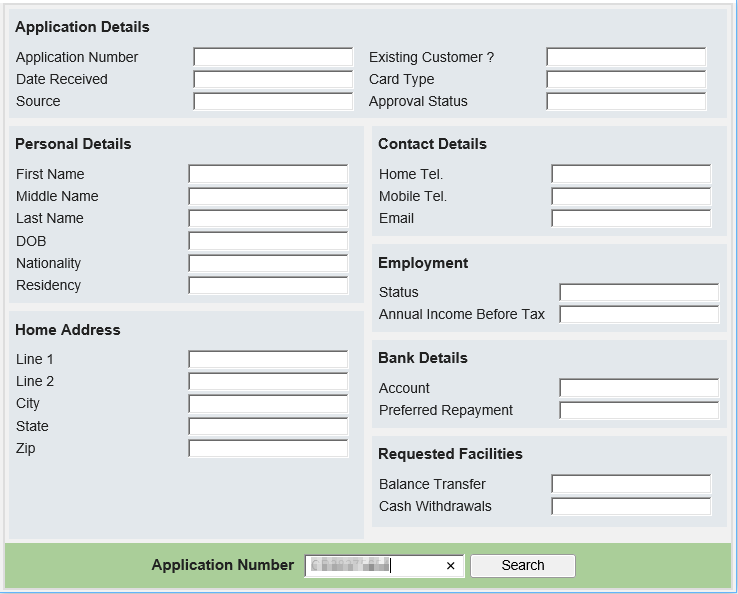 Application Details
Application Number Existing Customer ?
Date Received Card Type
Source Approval Status
Personal Details
First Name
Middle Name
Last Name
DOB
Nationality
Residency
Home Address
Line 1
Line 2
City
State
Zip
Contact Details
Home Tel.
Mobile Tel.
Email
Employment
Status
Annual Income Before Tax
Bank Details
Account
Preferred Repayment
Requested Facilities
Balance Transfer
Cash Withdrawals
Application Number × Search